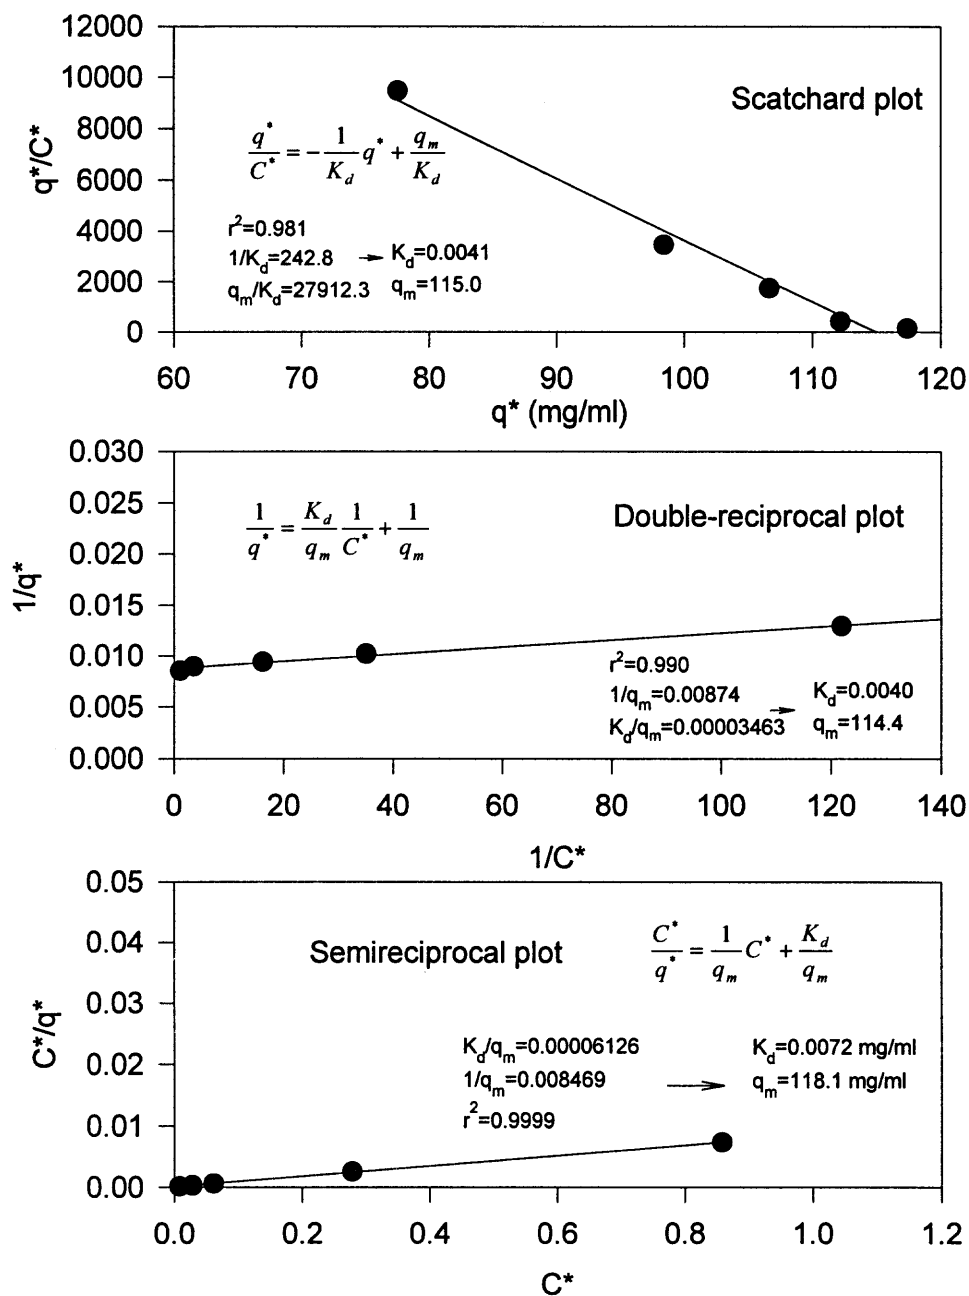 12000
10000
8000
6000
4000
2000
0
q*/C*
Scatchard plot
q*/C* = -1/K_d q* + q_m/K_d
r²=0.981
1/K_d=242.8 → K_d=0.0041
q_m/K_d=27912.3 q_m=115.0
60 70 80 90 100 110 120
q* (mg/ml)
0.030
0.025
0.020
0.015
0.010
0.005
0.000
1/q*
Double-reciprocal plot
1/q* = K_d/q_m 1/C* + 1/q_m
r²=0.990
1/q_m=0.00874 → K_d=0.0040
K_d/q_m=0.00003463 q_m=114.4
0 20 40 60 80 100 120 140
1/C*
0.05
0.04
0.03
0.02
0.01
0.00
C*/q*
Semireciprocal plot
C*/q* = 1/q_m C* + K_d/q_m
K_d/q_m=0.00006126 K_d=0.0072 mg/ml
1/q_m=0.008469 → q_m=118.1 mg/ml
r²=0.9999
0.0 0.2 0.4 0.6 0.8 1.0 1.2
C*